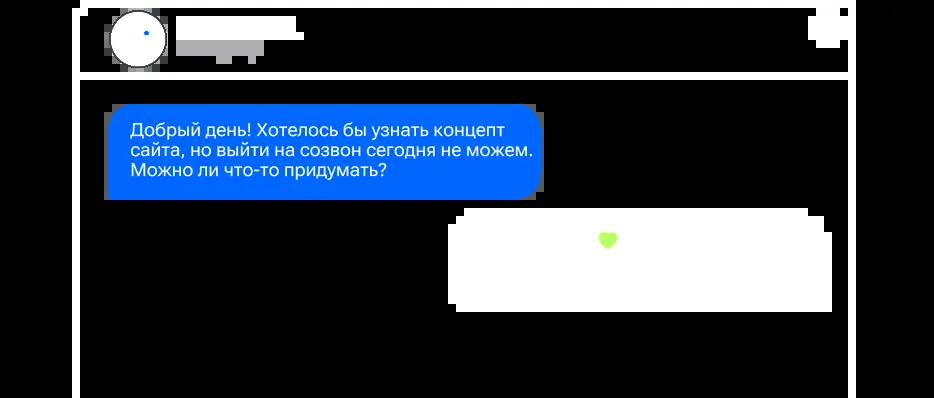 Добрый день! Хотелось бы узнать концепт
сайта, но выйти на созвон сегодня не можем.
Можно ли что-то придумать?